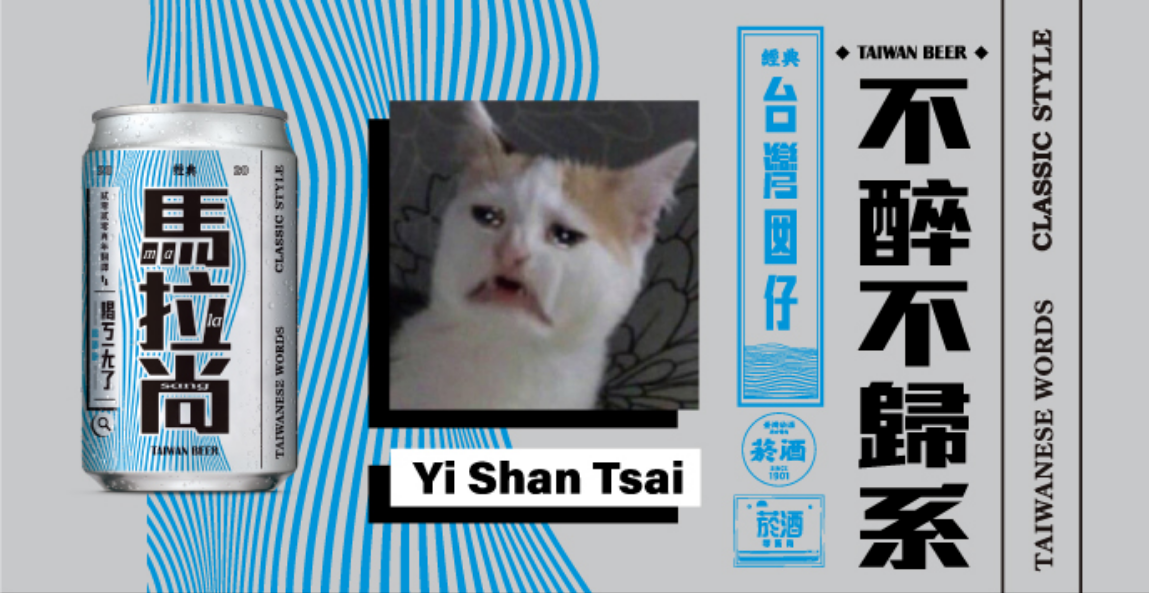 經典
20
馬
ma
拉
la
尚
sang
TAIWAN BEER
CLASSIC STYLE
TAIWANESE WORDS
Yi Shan Tsai
經典
台灣囡仔
菸酒
SINCE
1901
菸酒
TAIWAN BEER
不醉不歸系
CLASSIC STYLE
TAIWANESE WORDS